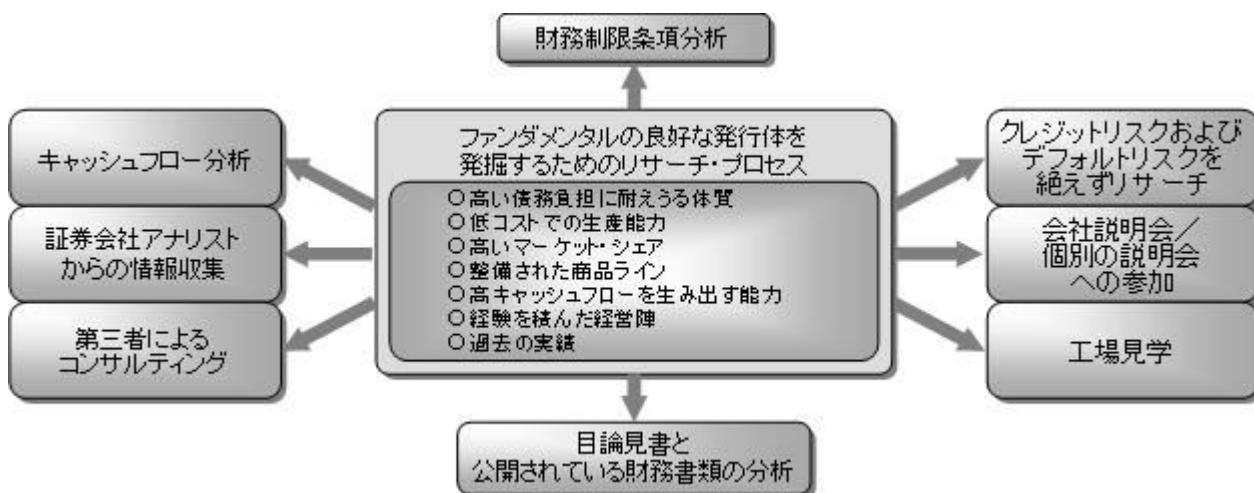 財務制限条項分析
キャッシュフロー分析
証券会社アナリスト
からの情報収集
第三者による
コンサルティング
ファンダメンタルの良好な発行体を
発掘するためのリサーチ・プロセス
○高い債務負担に耐えうる体質
○低コストでの生産能力
○高いマーケット・シェア
○整備された商品ライン
○高キャッシュフローを生み出す能力
○経験を積んだ経営陣
○過去の実績
クレジットリスクおよび
デフォルトリスクを
絶えずリサーチ
会社説明会／
個別の説明会
への参加
工場見学
目論見書と
公開されている財務書類の分析